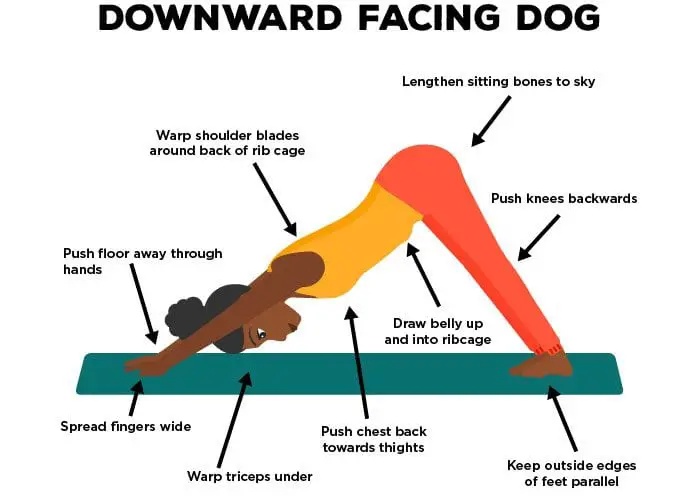 DOWNWARD FACING DOG
Lengthen sitting bones to sky
Warp shoulder blades
around back of rib cage
Push knees backwards
Push floor away through
hands
Draw belly up
and into ribcage
Spread fingers wide
Push chest back
towards thights
Warp triceps under
Keep outside edges
of feet parallel